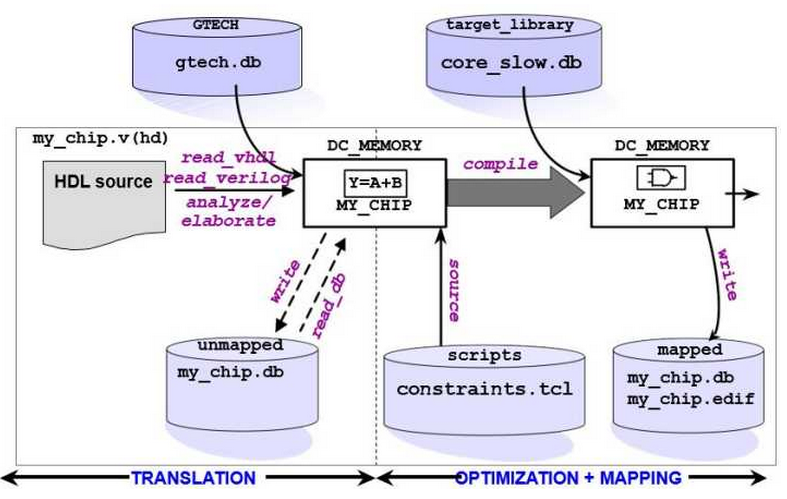 GTECH
gtech.db
target_library
core_slow.db
my_chip.v(hd)
HDL source
read_vhdl
read_verilog
analyze/
elaborate
DC_MEMORY
Y=A+B
MY_CHIP
compile
DC_MEMORY
MY_CHIP
write
read_db
source
write
unmapped
my_chip.db
scripts
constraints.tcl
mapped
my_chip.db
my_chip.edif
TRANSLATION
OPTIMIZATION + MAPPING